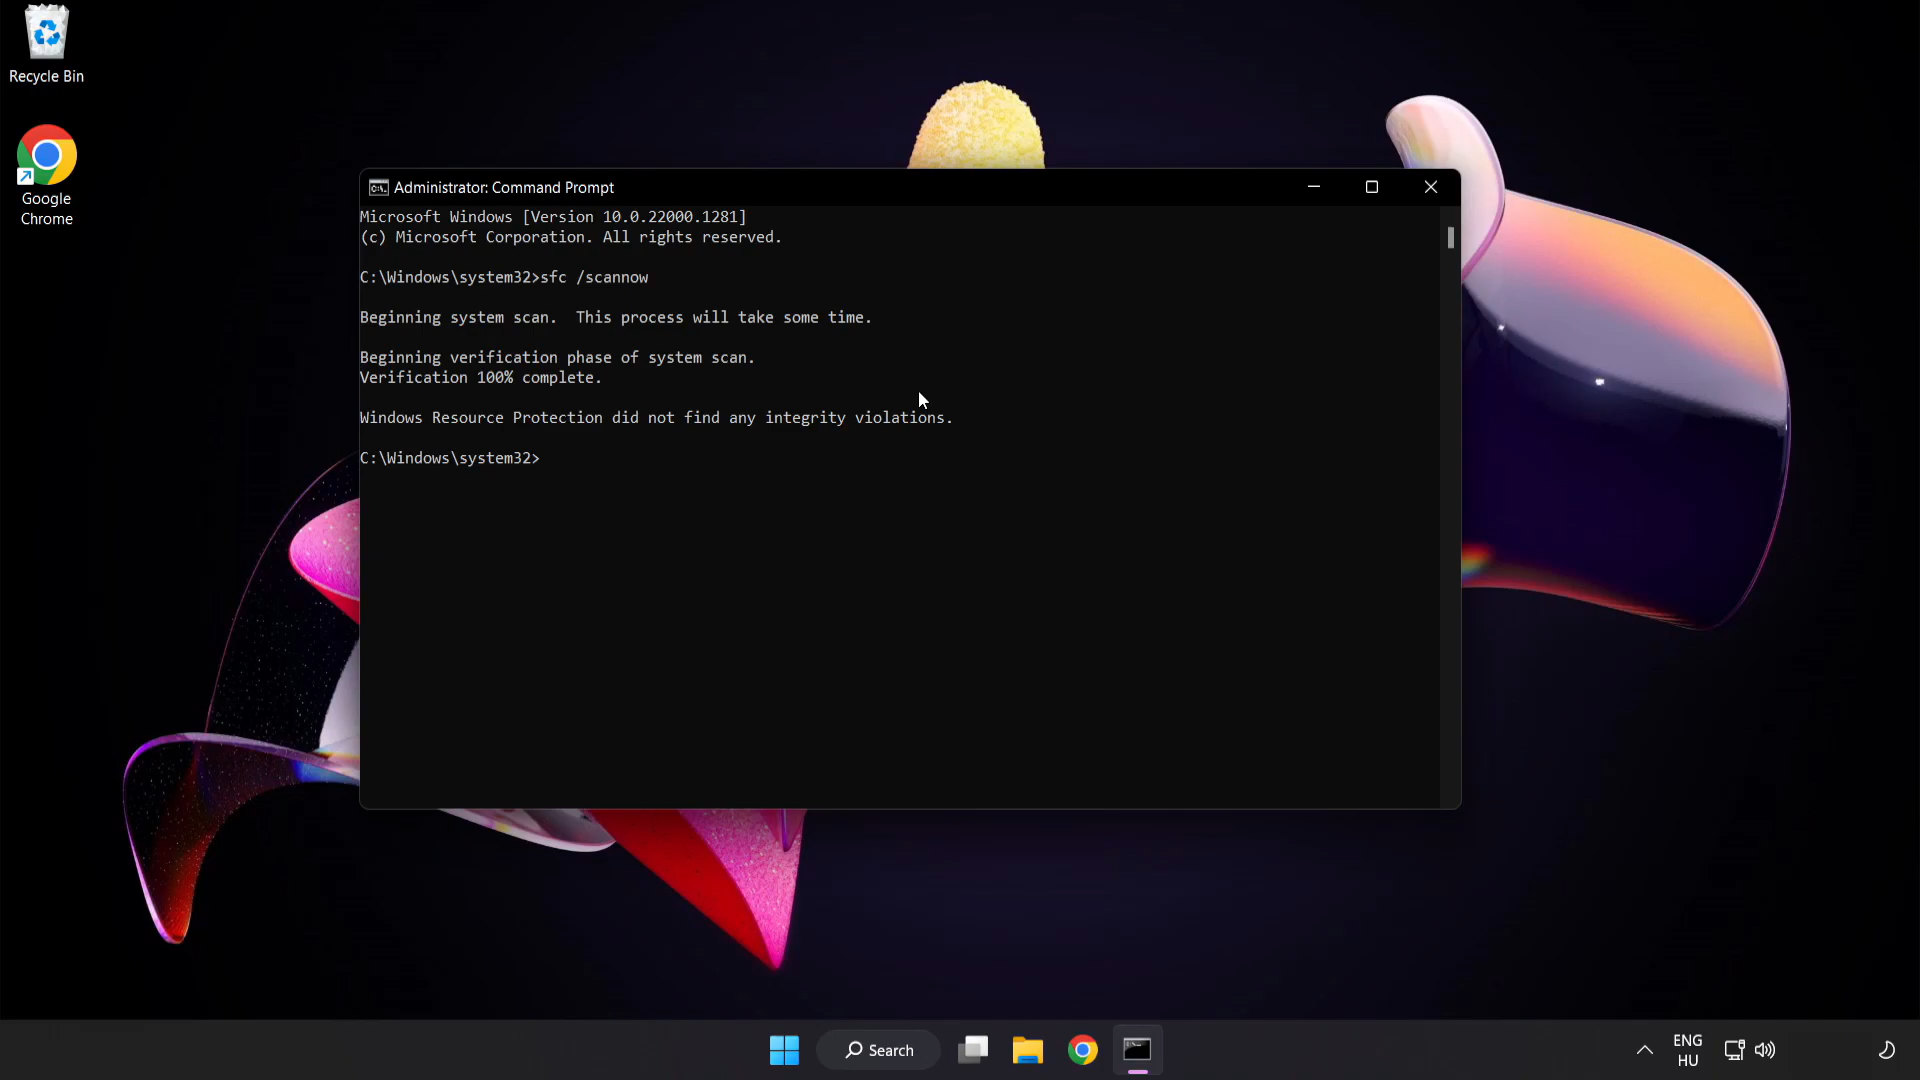 Recycle Bin
Google
Chrome
Administrator: Command Prompt
Microsoft Windows [Version 10.0.22000.1281]
(c) Microsoft Corporation. All rights reserved.
C:\Windows\system32>sfc /scannow
Beginning system scan.  This process will take some time.
Beginning verification phase of system scan.
Verification 100% complete.
Windows Resource Protection did not find any integrity violations.
C:\Windows\system32>
Search
ENG
HU